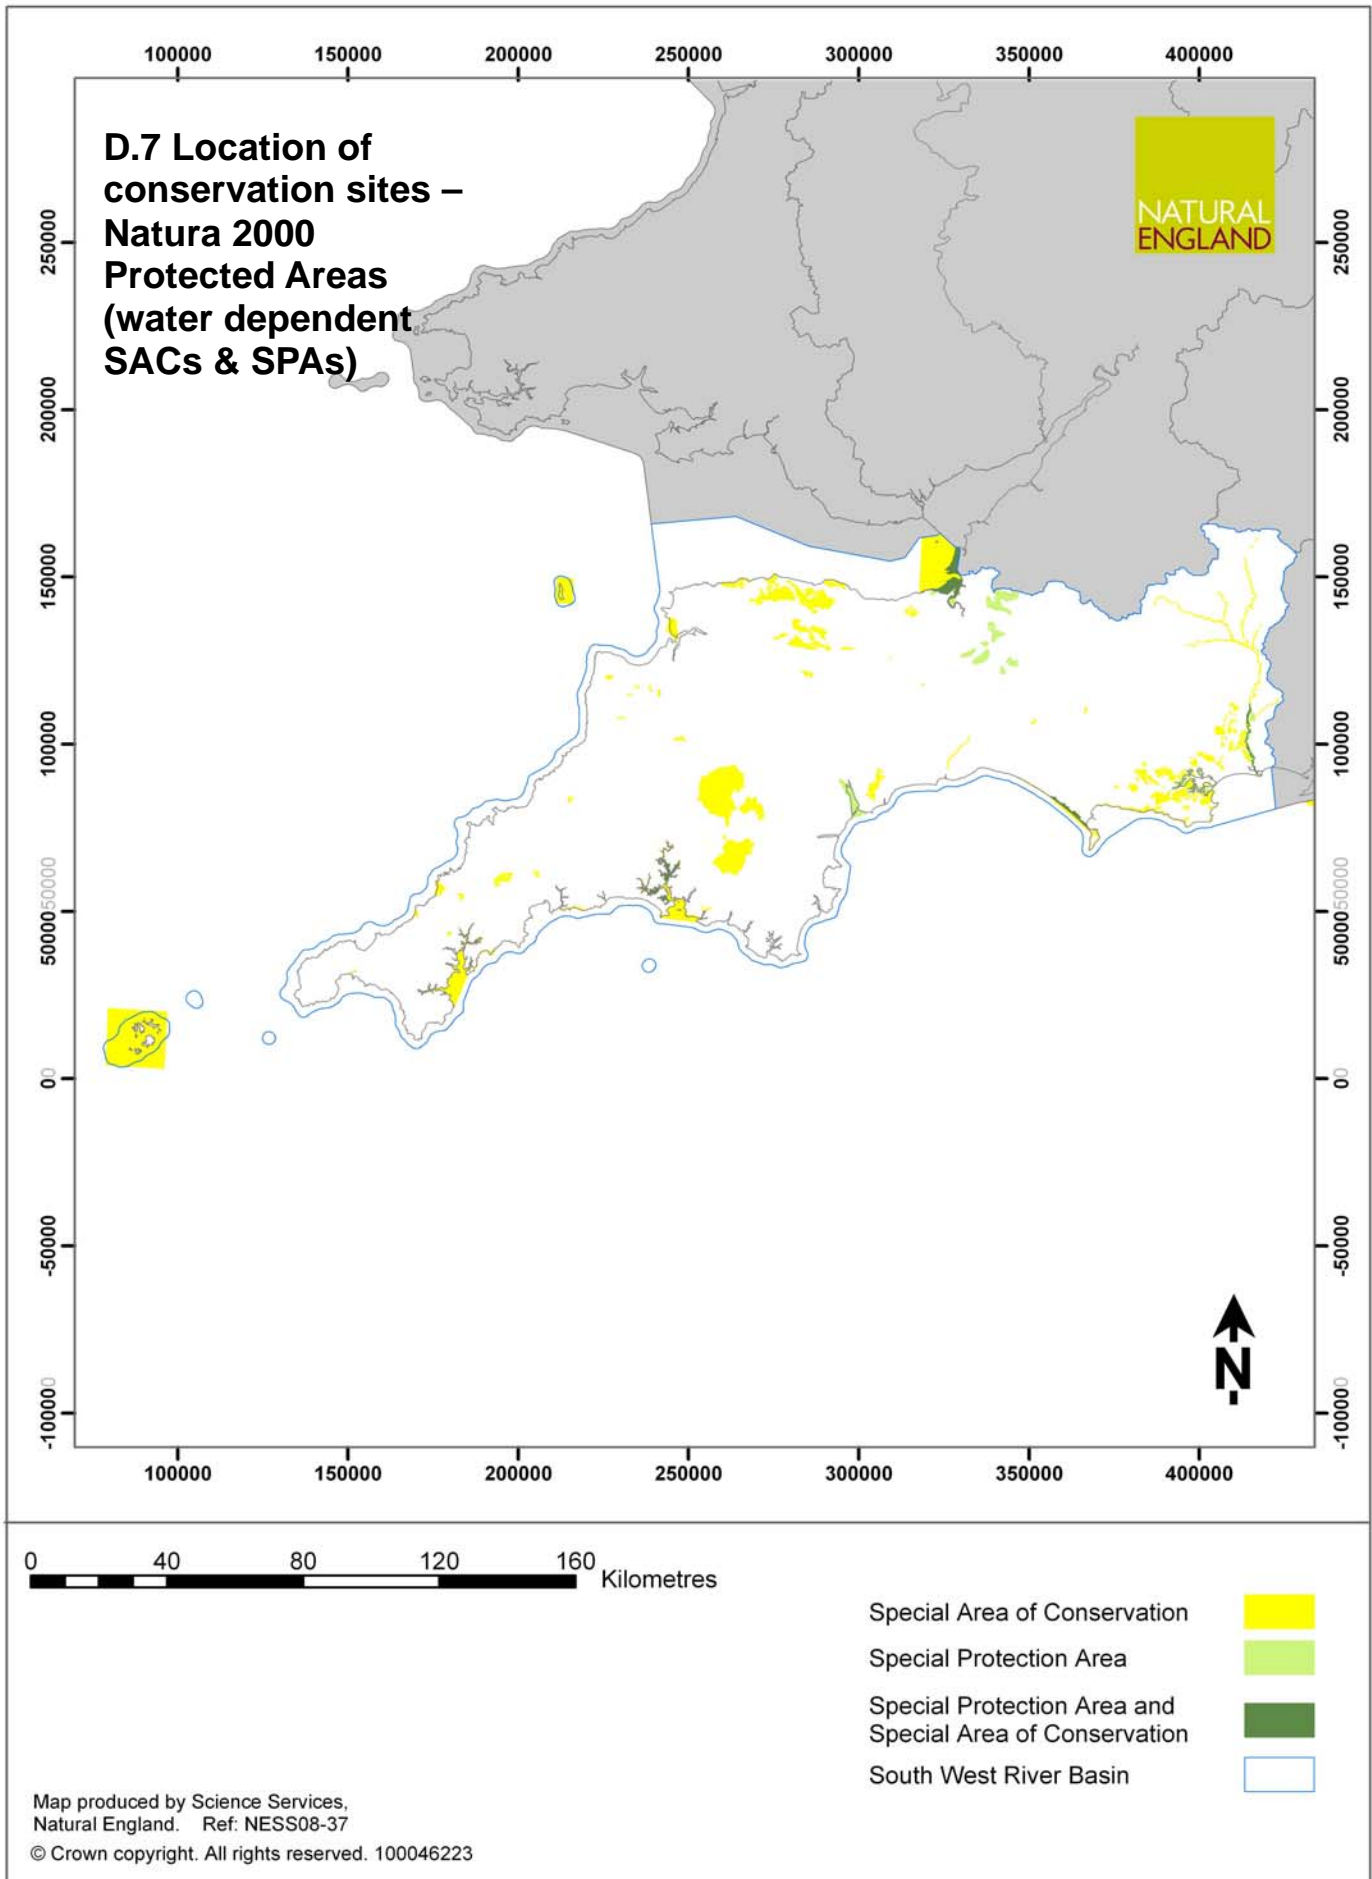 100000 150000 200000 250000 300000 350000 400000
D.7 Location of
conservation sites –
Natura 2000
Protected Areas
(water dependent
SACs & SPAs)
NATURAL
ENGLAND
250000
200000
150000
100000
5000050000
00
-50000
-100000
250000
200000
150000
100000
5000050000
00
-50000
-100000
N
100000 150000 200000 250000 300000 350000 400000
0 40 80 120 160
Kilometres
Special Area of Conservation
Special Protection Area
Special Protection Area and
Special Area of Conservation
South West River Basin
Map produced by Science Services,
Natural England. Ref: NESS08-37
© Crown copyright. All rights reserved. 100046223